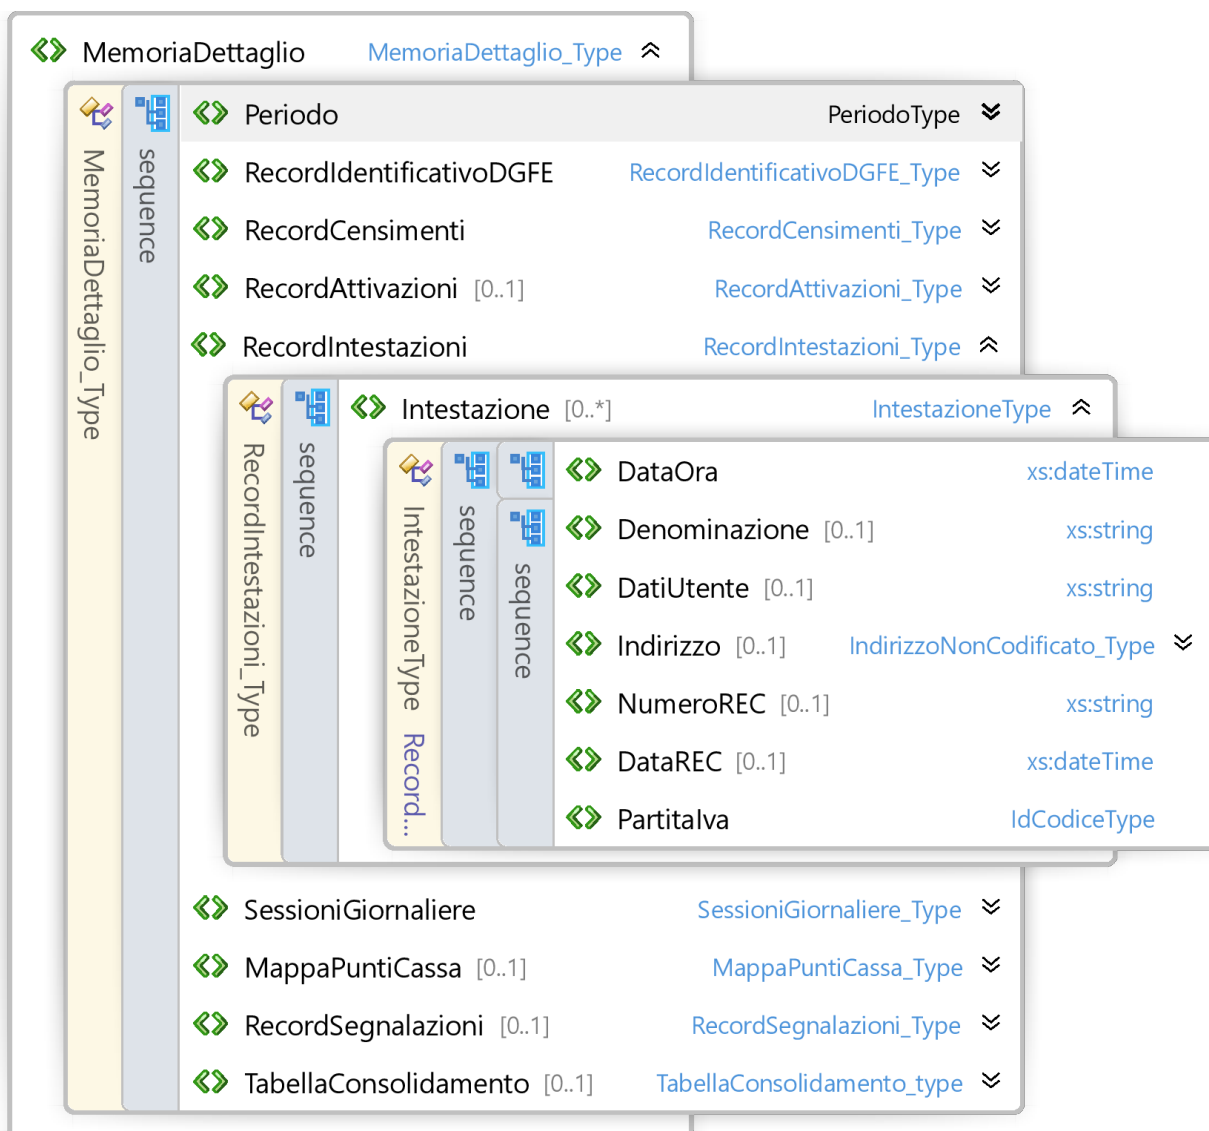 MemoriaDettaglio MemoriaDettaglio_Type
MemoriaDettaglio_Type
sequence
Periodo PeriodoType
RecordIdentificativoDGFE RecordIdentificativoDGFE_Type
RecordCensimenti RecordCensimenti_Type
RecordAttivazioni [0..1] RecordAttivazioni_Type
RecordIntestazioni RecordIntestazioni_Type
RecordIntestazioni_Type
sequence
Intestazione [0..*] IntestazioneType
IntestazioneType Record...
sequence
sequence
DataOra xs:dateTime
Denominazione [0..1] xs:string
DatiUtente [0..1] xs:string
Indirizzo [0..1] IndirizzoNonCodificato_Type
NumeroREC [0..1] xs:string
DataREC [0..1] xs:dateTime
PartitaIva IdCodiceType
SessioniGiornaliere SessioniGiornaliere_Type
MappaPuntiCassa [0..1] MappaPuntiCassa_Type
RecordSegnalazioni [0..1] RecordSegnalazioni_Type
TabellaConsolidamento [0..1] TabellaConsolidamento_type